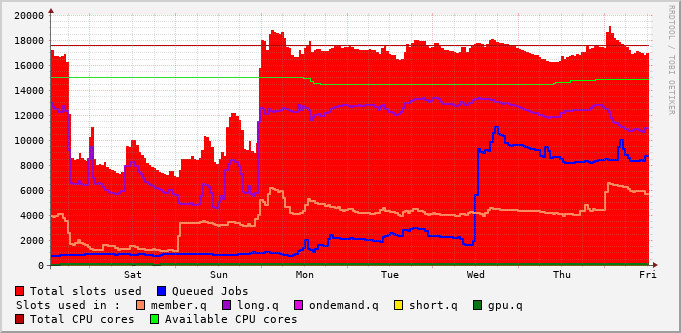 20000
18000
16000
14000
12000
10000
8000
6000
4000
2000
0
Sat Sun Mon Tue Wed Thu Fri
Total slots used Queued Jobs
Slots used in : member.q long.q ondemand.q short.q gpu.q
Total CPU cores Available CPU cores
RRDTOOL / TOBI OETIKER